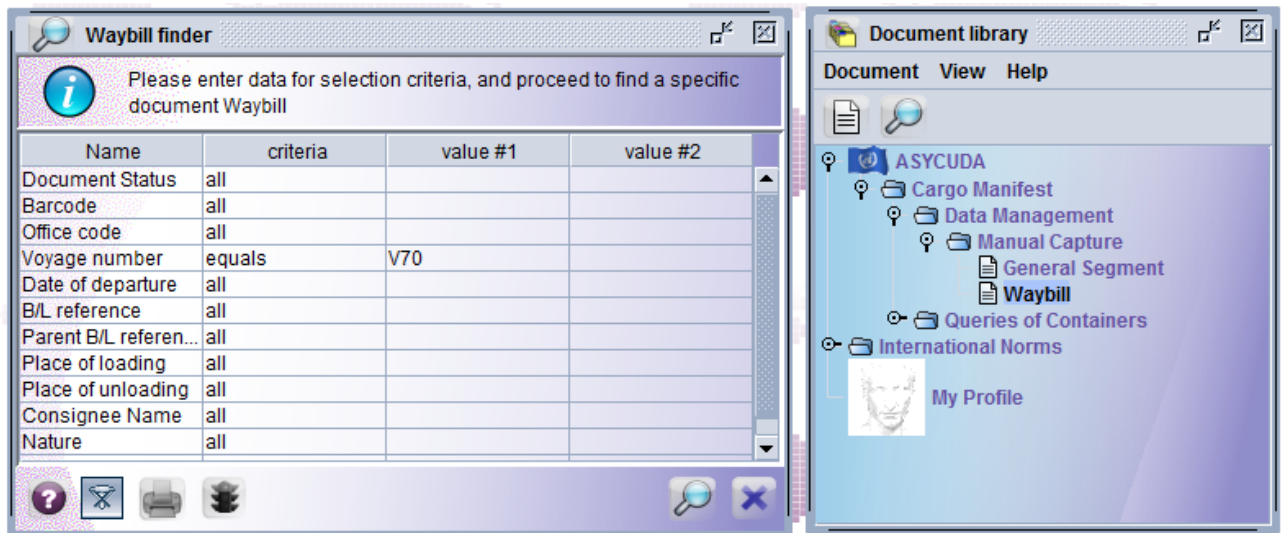 Waybill finder
Please enter data for selection criteria, and proceed to find a specific
document Waybill
Name criteria value #1 value #2
Document Status all
Barcode all
Office code all
Voyage number equals V70
Date of departure all
B/L reference all
Parent B/L referen... all
Place of loading all
Place of unloading all
Consignee Name all
Nature all
Document library
Document View Help
ASYCUDA
Cargo Manifest
Data Management
Manual Capture
General Segment
Waybill
Queries of Containers
International Norms
My Profile